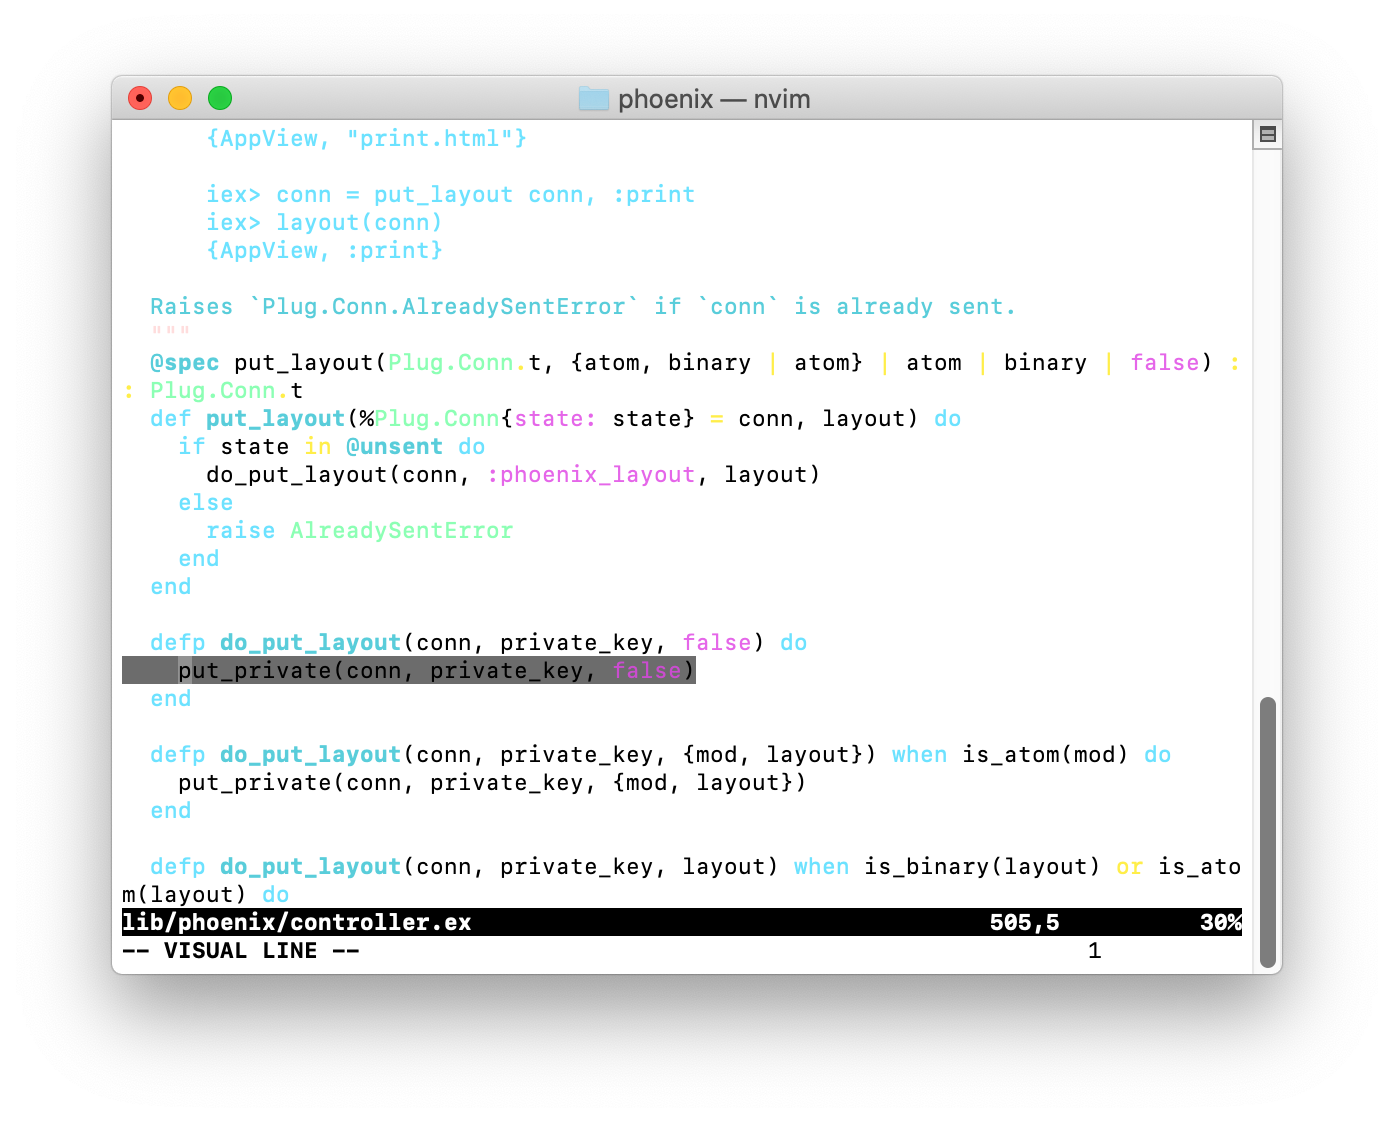 phoenix — nvim
{AppView, "print.html"}
iex> conn = put_layout conn, :print
iex> layout(conn)
{AppView, :print}
Raises `Plug.Conn.AlreadySentError` if `conn` is already sent.
"""
@spec put_layout(Plug.Conn.t, {atom, binary | atom} | atom | binary | false) :
: Plug.Conn.t
def put_layout(%Plug.Conn{state: state} = conn, layout) do
if state in @unsent do
do_put_layout(conn, :phoenix_layout, layout)
else
raise AlreadySentError
end
end
defp do_put_layout(conn, private_key, false) do
put_private(conn, private_key, false)
end
defp do_put_layout(conn, private_key, {mod, layout}) when is_atom(mod) do
put_private(conn, private_key, {mod, layout})
end
defp do_put_layout(conn, private_key, layout) when is_binary(layout) or is_ato
m(layout) do
lib/phoenix/controller.ex 505,5 30%
-- VISUAL LINE -- 1